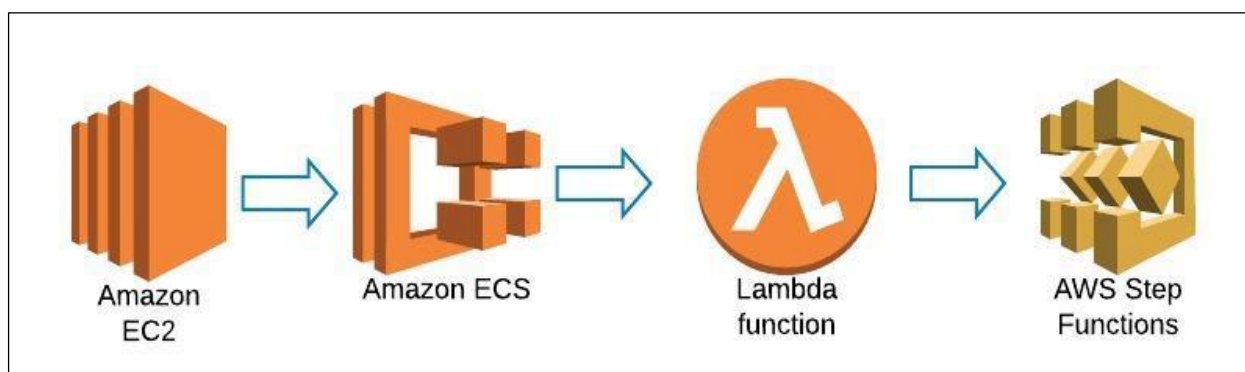 Amazon
EC2
Amazon ECS
Lambda
function
AWS Step
Functions